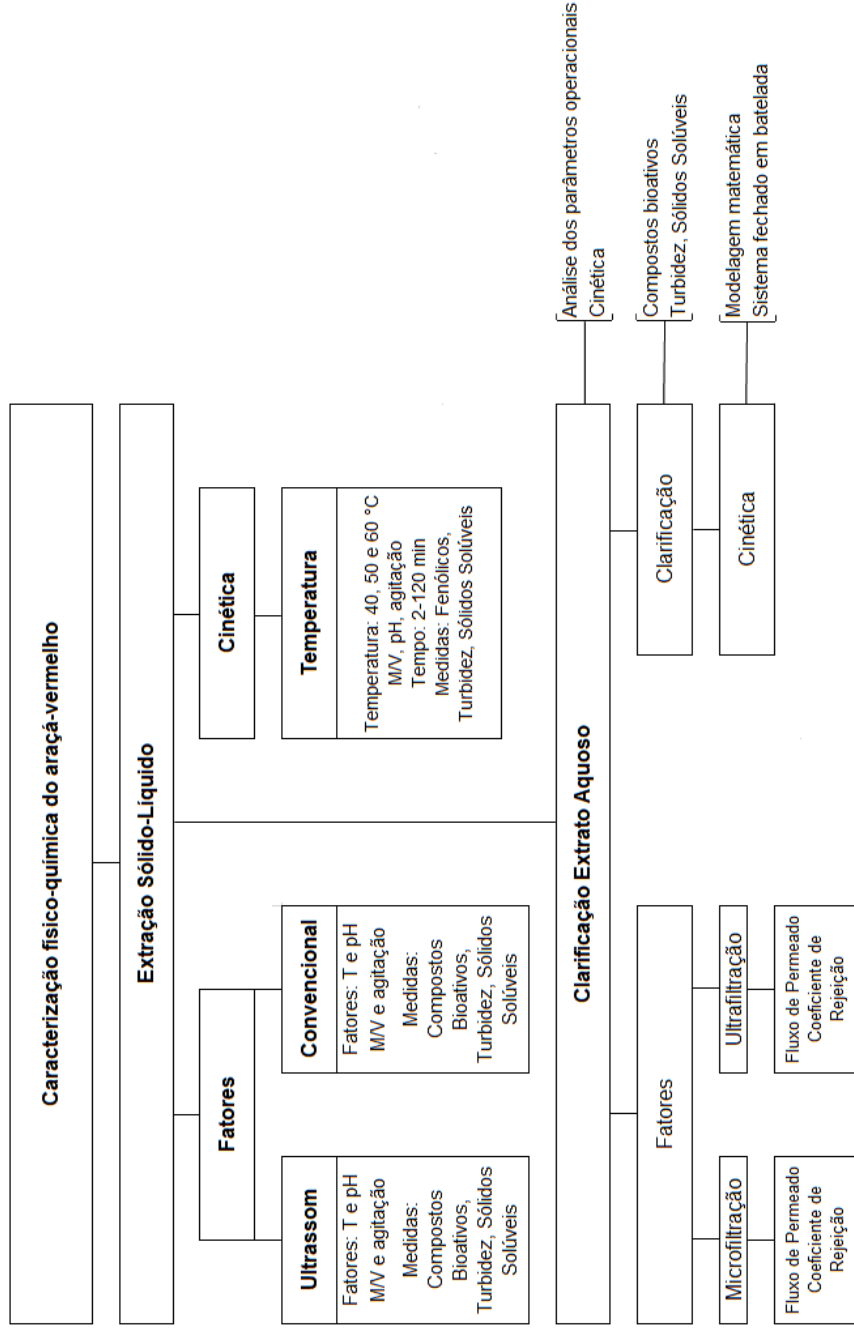 Caracterização fisico-química do araçá-vermelho
Extração Sólido-Líquido
Fatores
Cinética
Ultrassom
Fatores: T e pH
M/V e agitação
Medidas:
Compostos
Bioativos,
Turbidez, Sólidos
Solúveis
Convencional
Fatores: T e pH
M/V e agitação
Medidas:
Compostos
Bioativos,
Turbidez, Sólidos
Solúveis
Temperatura
Temperatura: 40, 50 e 60 °C
M/V, pH, agitação
Tempo: 2-120 min
Medidas: Fenólicos,
Turbidez, Sólidos Solúveis
Clarificação Extrato Aquoso
Análise dos parâmetros operacionais
Cinética
Fatores
Clarificação
Compostos bioativos
Turbidez, Sólidos Solúveis
Microfiltração
Ultrafiltração
Cinética
Modelagem matemática
Sistema fechado em batelada
Fluxo de Permeado
Coeficiente de
Rejeição
Fluxo de Permeado
Coeficiente de
Rejeição